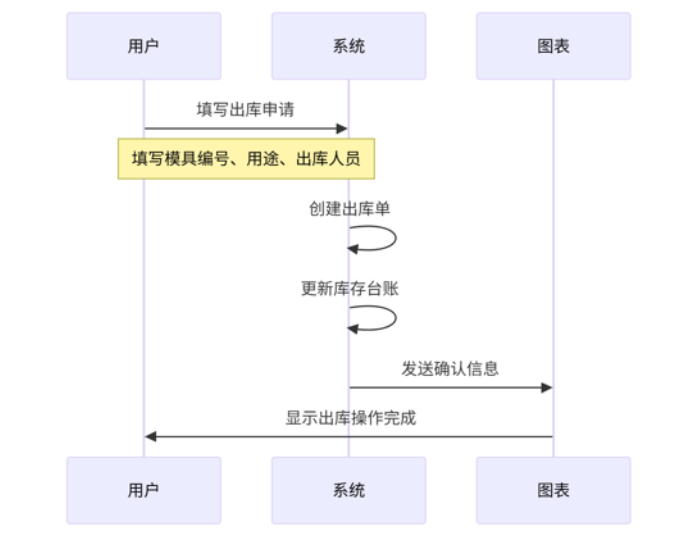 用户
系统
图表
填写出库申请
填写模具编号、用途、出库人员
创建出库单
更新库存台账
发送确认信息
显示出库操作完成
用户
系统
图表